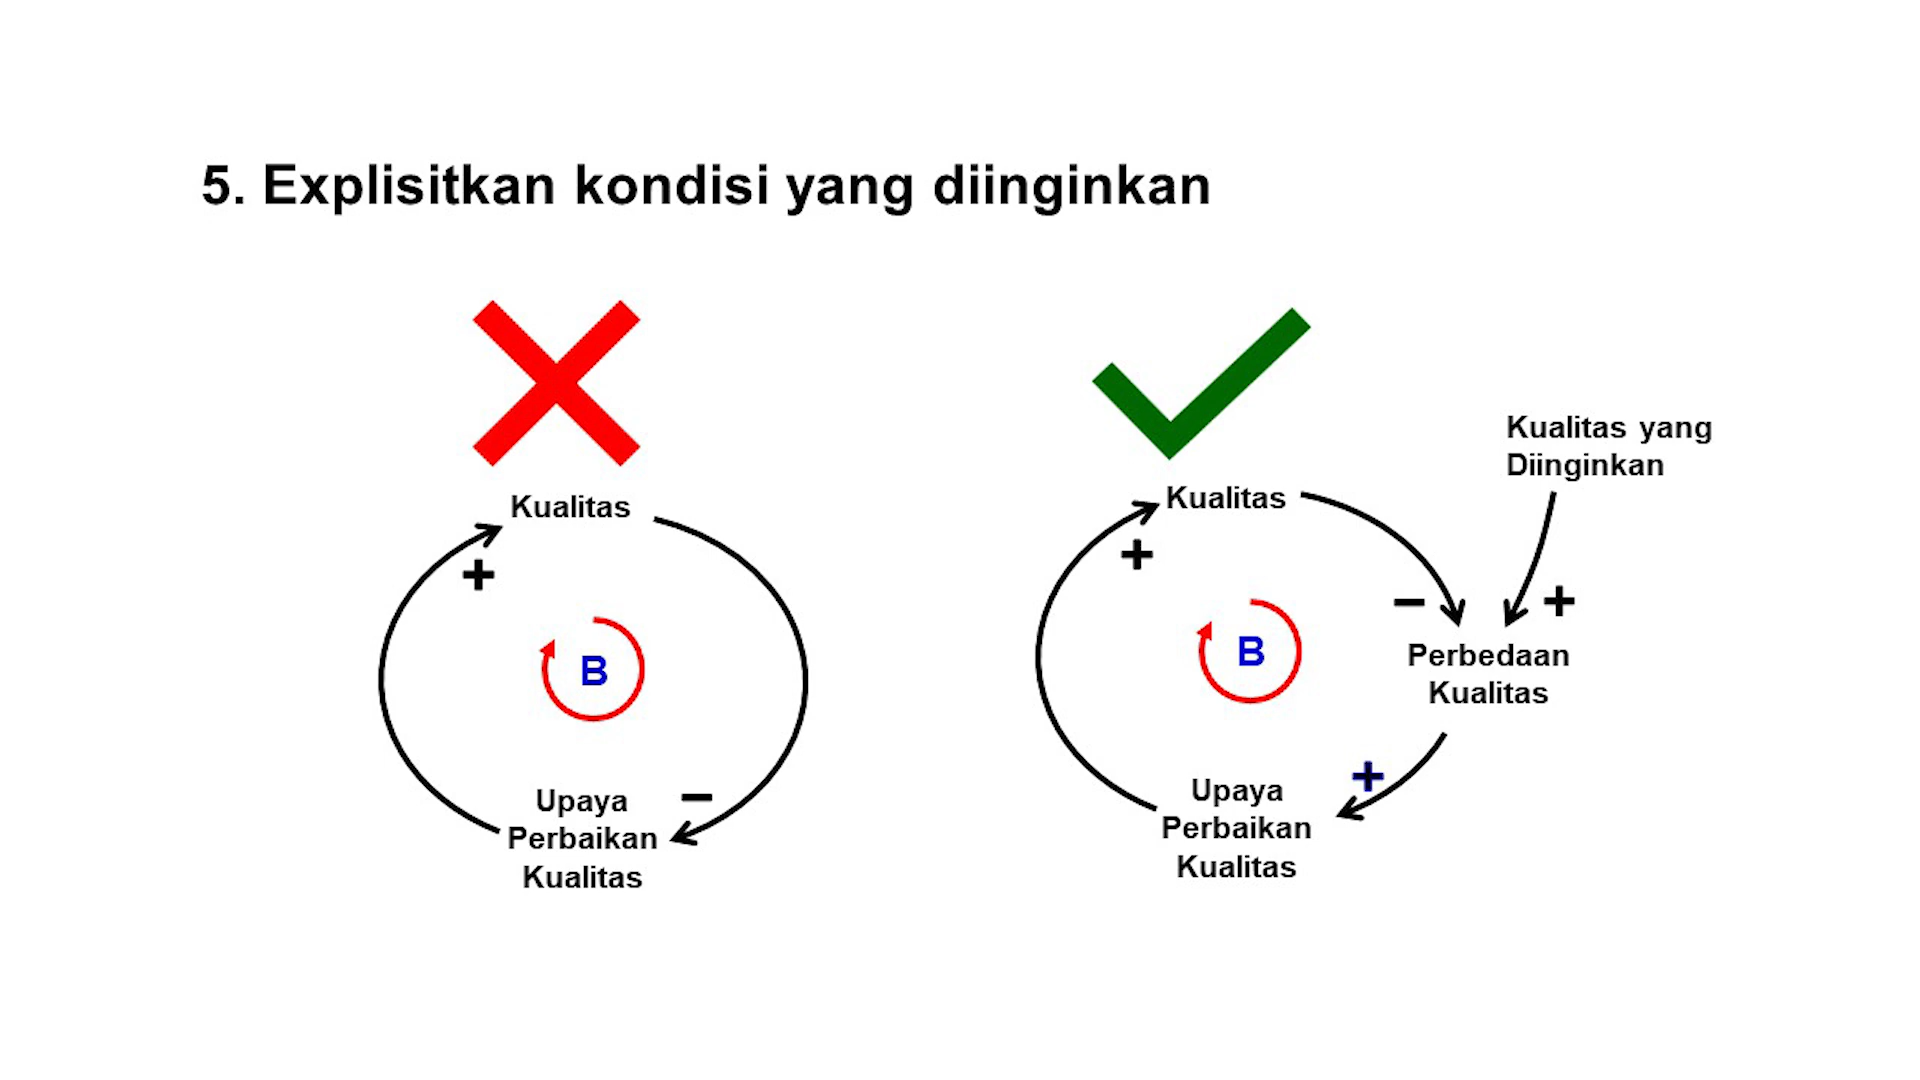 5. Explisitkan kondisi yang diinginkan
Kualitas
+
B
Upaya
Perbaikan
Kualitas
−
Kualitas
+
B
Upaya
Perbaikan
Kualitas
Kualitas yang
Diinginkan
−
+
Perbedaan
Kualitas
+